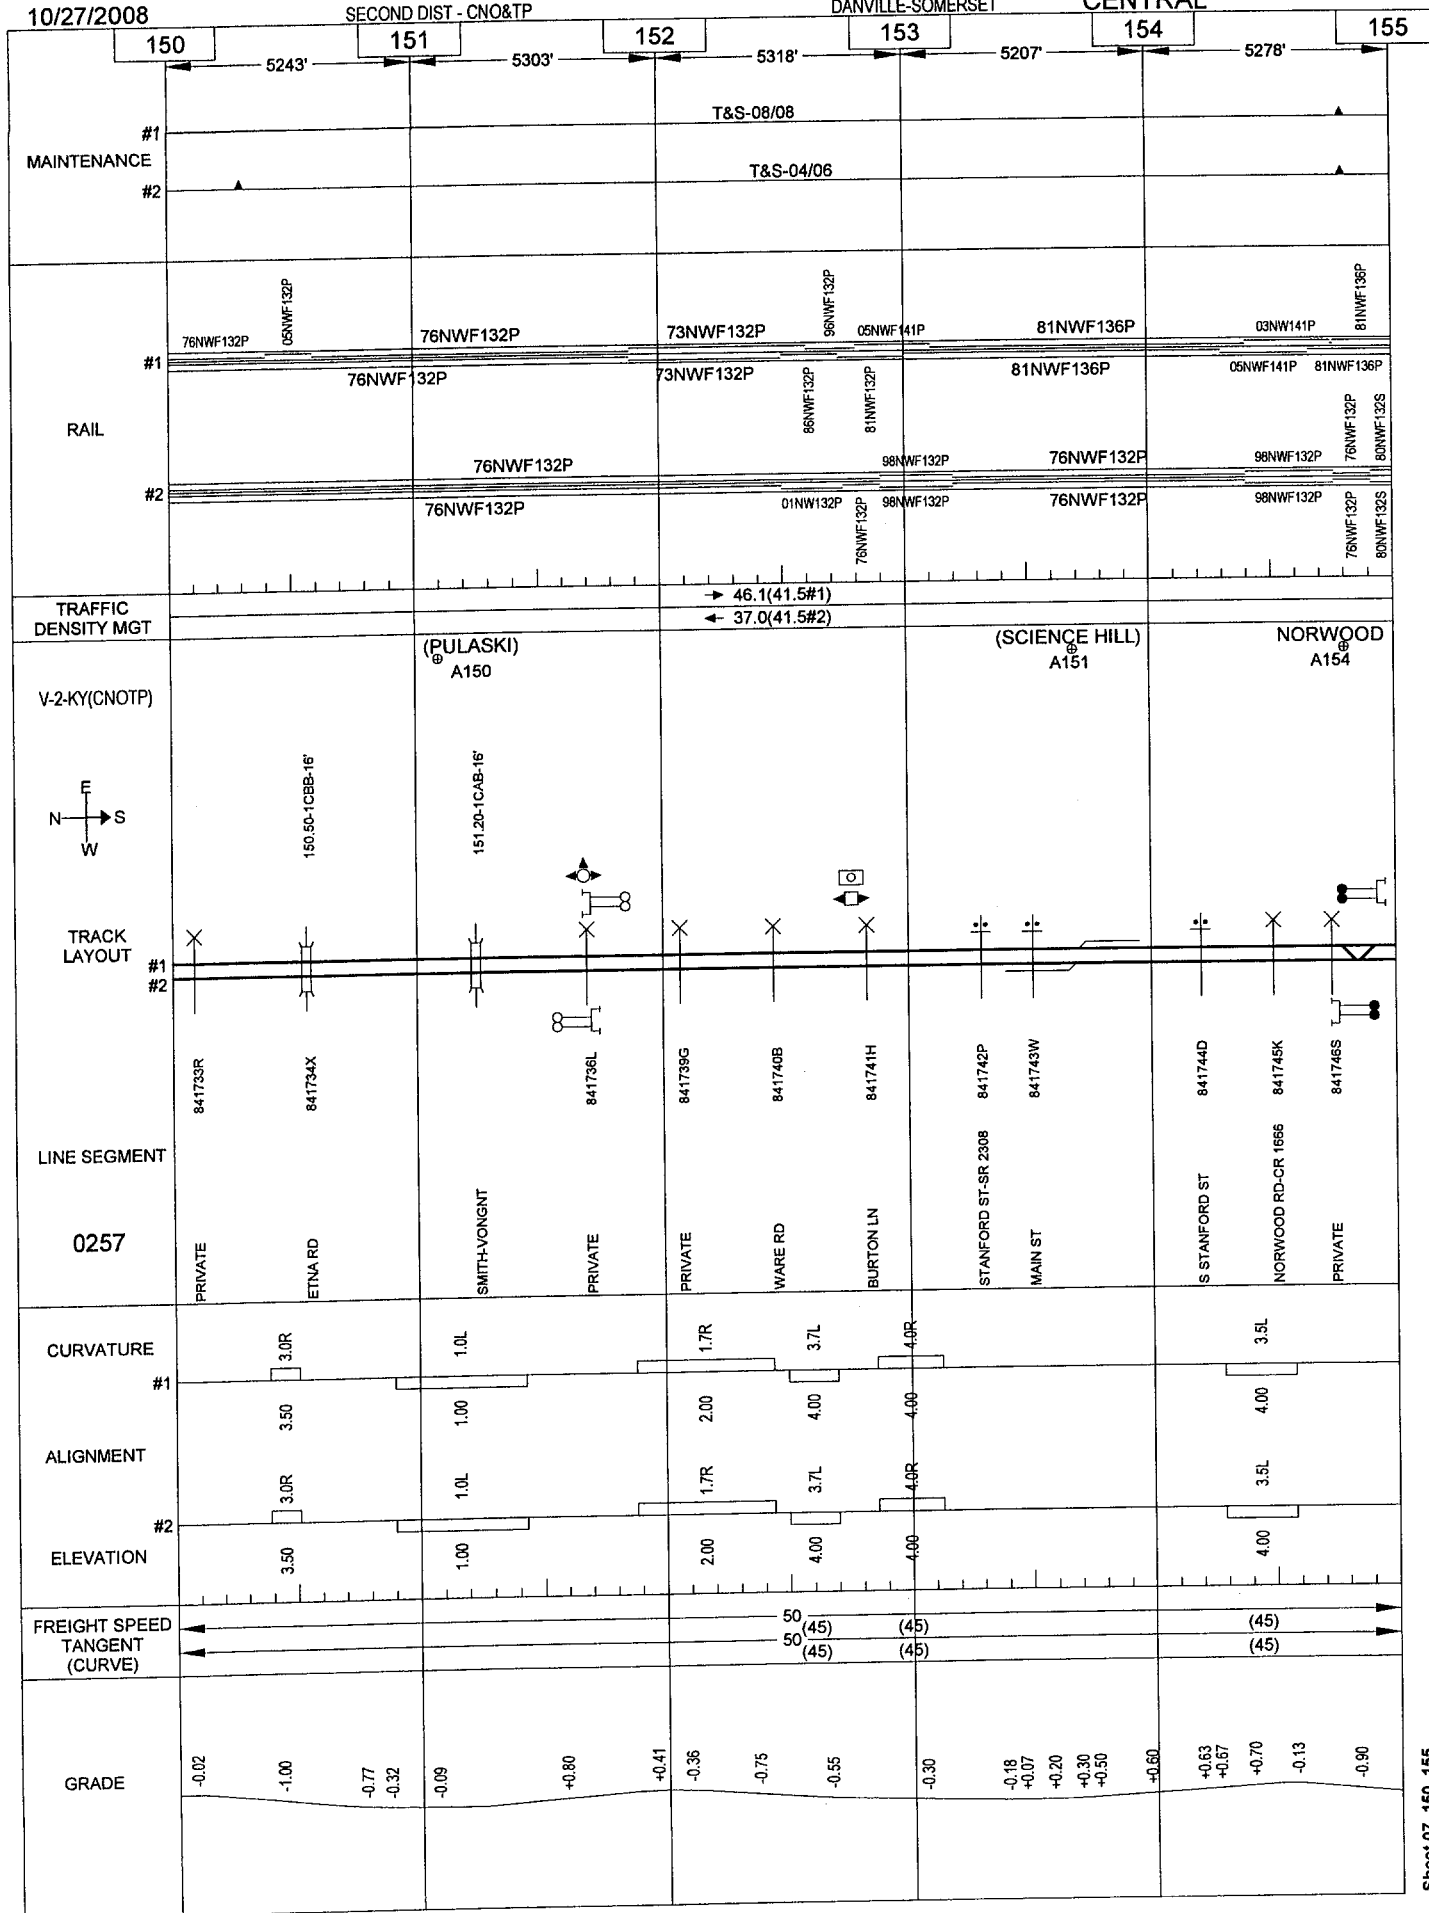 10/27/2008 SECOND DIST - CNO&TP DANVILLE-SOMERSET CENTRAL
150 151 152 153 154 155
5243' 5303' 5318' 5207' 5278'
T&S-08/08
#1
MAINTENANCE
T&S-04/06
#2
05NWF132P 96NWF132P 81NWF136P
76NWF132P 76NWF132P 73NWF132P 05NWF141P 81NWF136P 03NW141P
#1
76NWF132P 73NWF132P 81NWF136P 05NWF141P 81NWF136P
86NWF132P 81NWF132P
RAIL
76NWF132P 98NWF132P 76NWF132P 98NWF132P 76NWF132P 80NWF132S
#2
76NWF132P 01NW132P 98NWF132P 76NWF132P 98NWF132P
76NWF132P 76NWF132P 80NWF132S
TRAFFIC
DENSITY MGT
→ 46.1(41.5#1)
← 37.0(41.5#2)
(PULASKI) (SCIENCE HILL) NORWOOD
A150 A151 A154
V-2-KY(CNOTP)
150.50-1CBB-16' 151.20-1CAB-16'
E
N S
W
TRACK
LAYOUT
#1
#2
841733R 841734X 841736L 841739G 841740B 841741H 841742P 841743W 841744D 841745K 841746S
LINE SEGMENT
0257
PRIVATE ETNA RD SMITH-VONGNT PRIVATE PRIVATE WARE RD BURTON LN STANFORD ST-SR 2308 MAIN ST S STANFORD ST NORWOOD RD-CR 1666 PRIVATE
CURVATURE
3.0R 1.0L 1.7R 3.7L 4.0R 3.5L
#1
3.50 1.00 2.00 4.00 4.00 4.00
ALIGNMENT
3.0R 1.0L 1.7R 3.7L 4.0R 3.5L
#2
ELEVATION
3.50 1.00 2.00 4.00 4.00 4.00
FREIGHT SPEED
TANGENT
(CURVE)
50
(45) (45) (45)
50
(45) (45) (45)
GRADE
-0.02 -1.00 -0.77 -0.32 -0.09 +0.80 +0.41 -0.36 -0.75 -0.55 -0.30 -0.18 +0.07 +0.20 +0.30 +0.50 +0.60 +0.63 +0.67 +0.70 -0.13 -0.90
Sheet 07_150_155